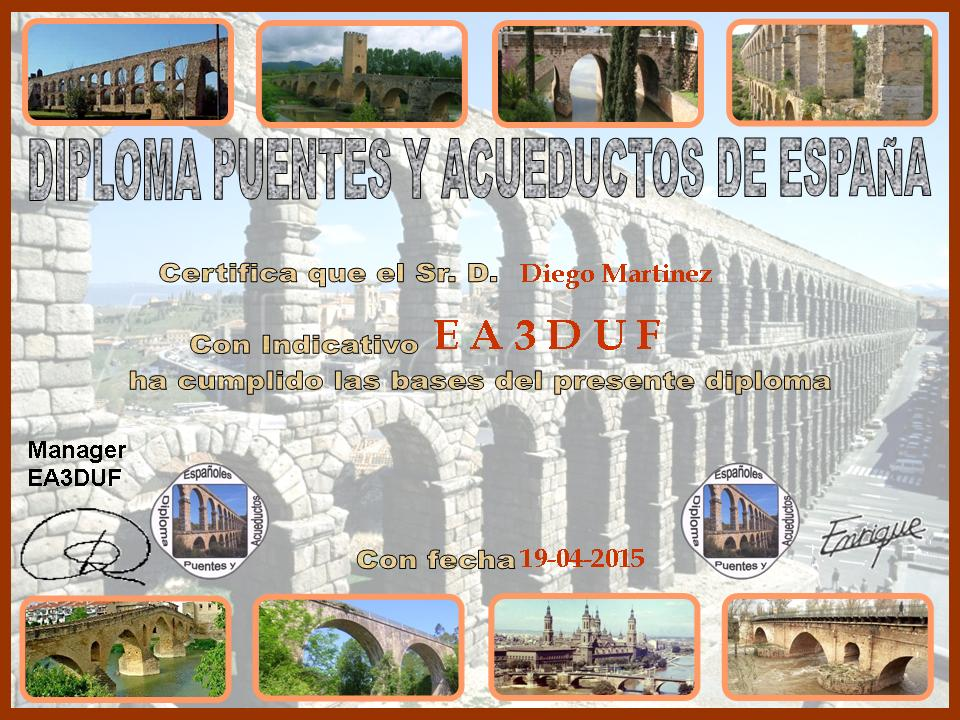 DIPLOMA PUENTES Y ACUEDUCTOS DE ESPAÑA
Certifica que el Sr. D. Diego Martinez
Con Indicativo E A 3 D U F
ha cumplido las bases del presente diploma
Manager
EA3DUF
Españoles
Diploma
Acueductos
Puentes y
Españoles
Diploma
Acueductos
Puentes y
Enrique
Con fecha 19-04-2015